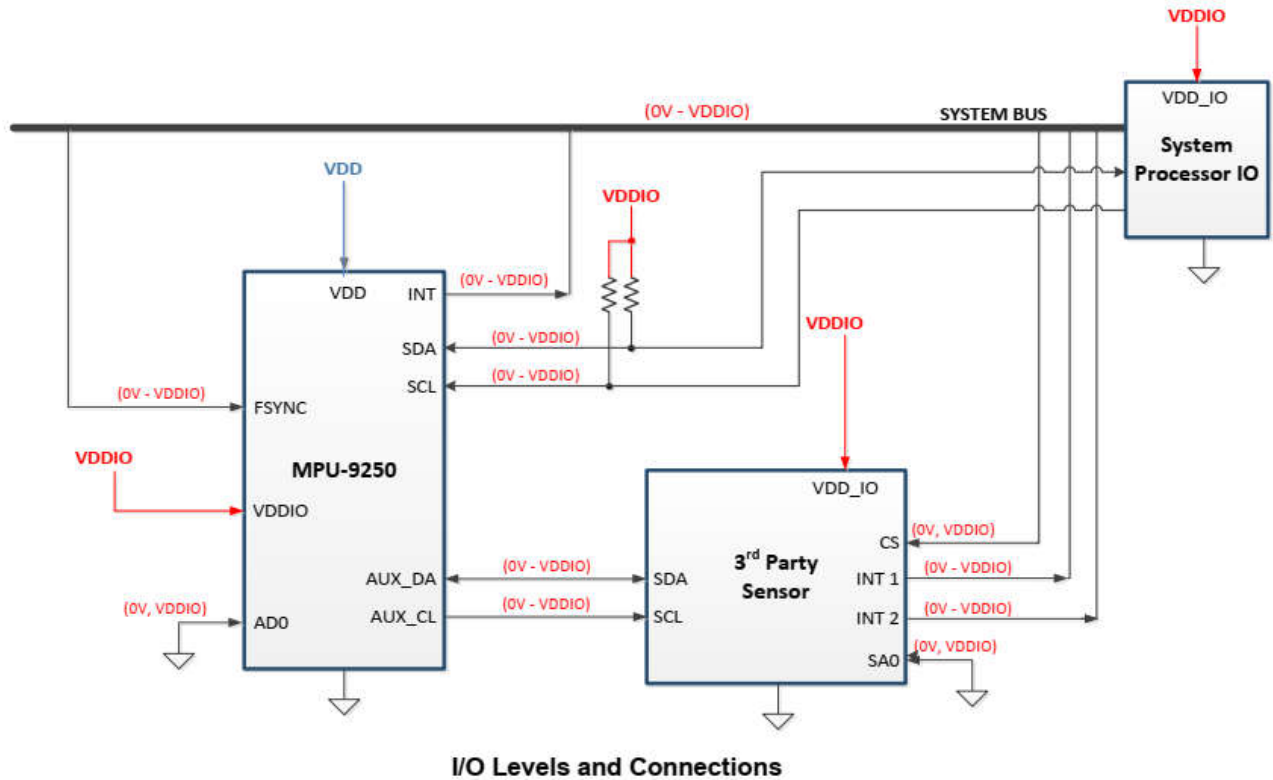 VDDIO
VDD_IO
System
Processor IO
(0V - VDDIO)
SYSTEM BUS
VDD
VDDIO
VDD
INT
(0V - VDDIO)
SDA
(0V - VDDIO)
SCL
(0V - VDDIO)
(0V - VDDIO)
FSYNC
VDDIO
VDDIO
MPU-9250
VDDIO
VDD_IO
CS
(0V, VDDIO)
3rd Party
Sensor
AUX_DA
(0V - VDDIO)
SDA
INT 1
(0V - VDDIO)
AUX_CL
(0V - VDDIO)
SCL
INT 2
(0V - VDDIO)
(0V, VDDIO)
AD0
SA0
(0V, VDDIO)
I/O Levels and Connections